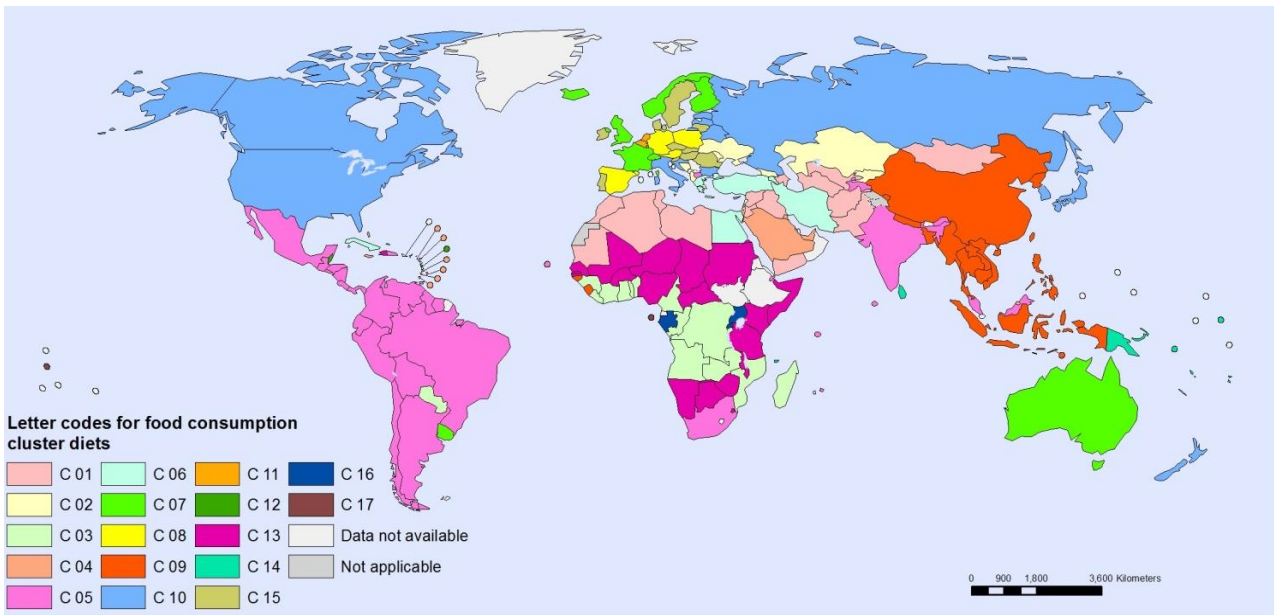 Letter codes for food consumption
cluster diets
C 01 C 06 C 11 C 16
C 02 C 07 C 12 C 17
C 03 C 08 C 13 Data not available
C 04 C 09 C 14 Not applicable
C 05 C 10 C 15
0 900 1,800 3,600 Kilometers